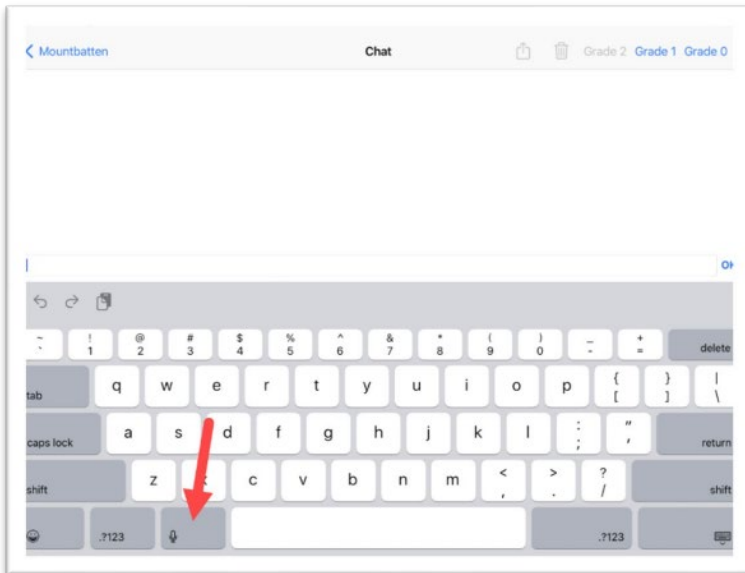 Mountbatten Chat Grade 2 Grade 1 Grade 0
~ ! @ # $ % ^ & * ( ) _ +
` 1 2 3 4 5 6 7 8 9 0 - = delete
tab q w e r t y u i o p { [ } ] | \
caps lock a s d f g h j k l : ; " ' return
shift z c v b n m < , > . ? / shift
.?123 .?123